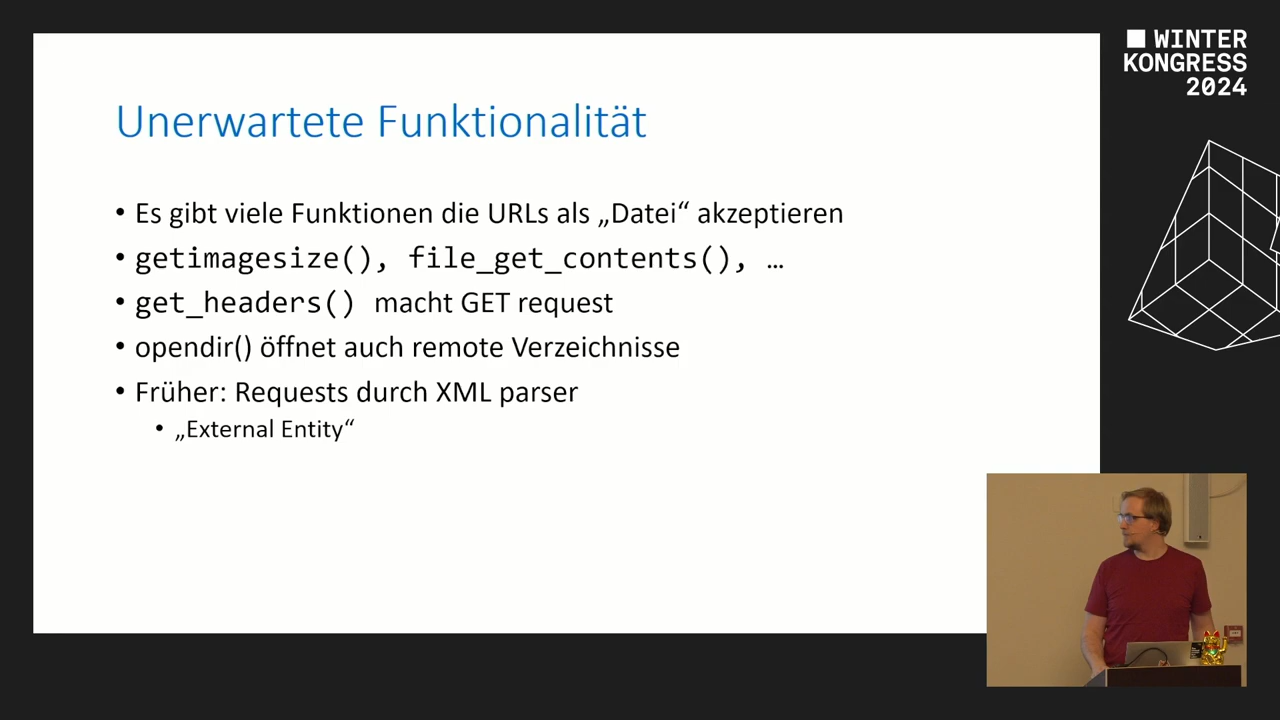 WINTER
KONGRESS
2024
Unerwartete Funktionalität
• Es gibt viele Funktionen die URLs als „Datei“ akzeptieren
• getimagesize(), file_get_contents(), …
• get_headers() macht GET request
• opendir() öffnet auch remote Verzeichnisse
• Früher: Requests durch XML parser
• „External Entity“